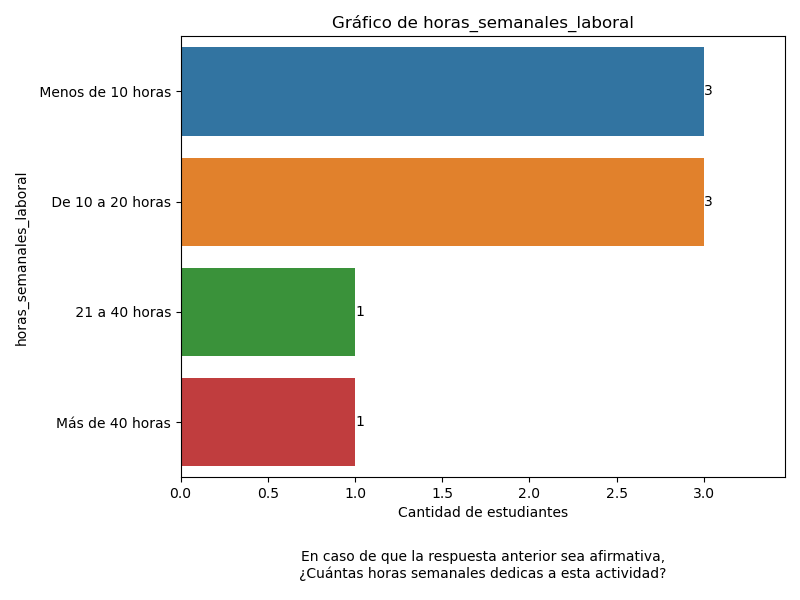 Gráfico de horas_semanales_laboral
horas_semanales_laboral
Menos de 10 horas
3
De 10 a 20 horas
3
21 a 40 horas
1
Más de 40 horas
1
0.0
0.5
1.0
1.5
2.0
2.5
3.0
Cantidad de estudiantes
En caso de que la respuesta anterior sea afirmativa,
¿Cuántas horas semanales dedicas a esta actividad?